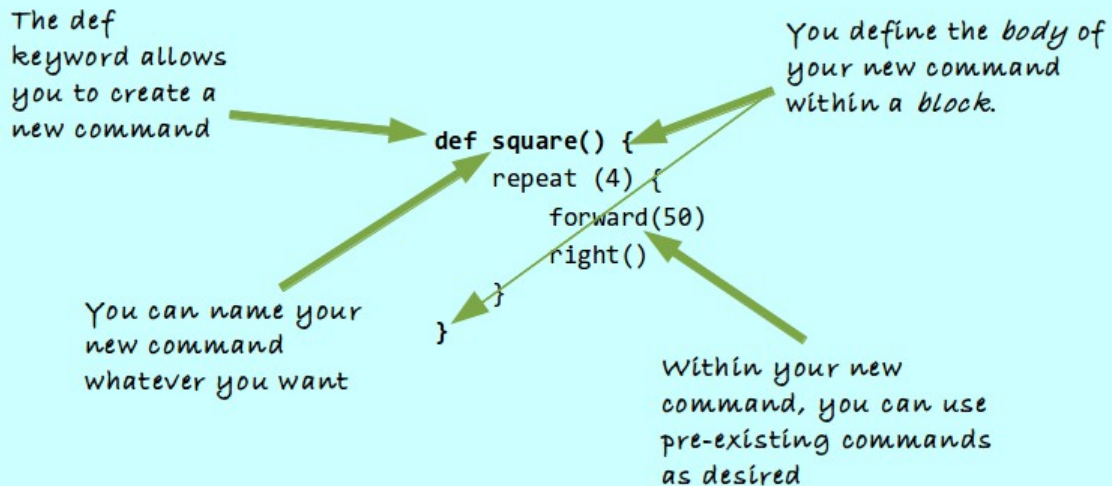 The def
keyword allows
you to create a
new command
You define the body of
your new command
within a block.
def square() {
repeat (4) {
forward(50)
right()
}
}
You can name your
new command
whatever you want
Within your new
command, you can use
pre-existing commands
as desired